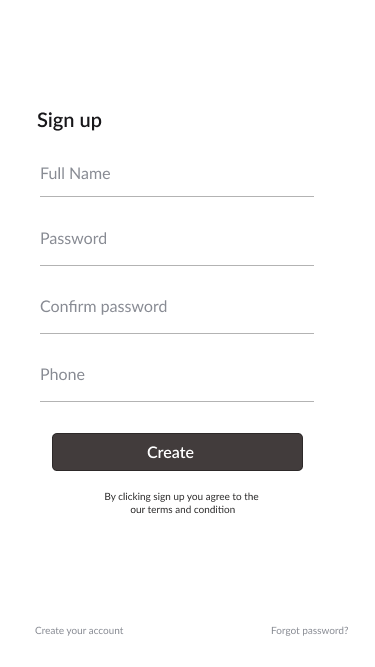 Sign up
Full Name
Password
Confirm password
Phone
Create
By clicking sign up you agree to the
our terms and condition
Create your account
Forgot password?